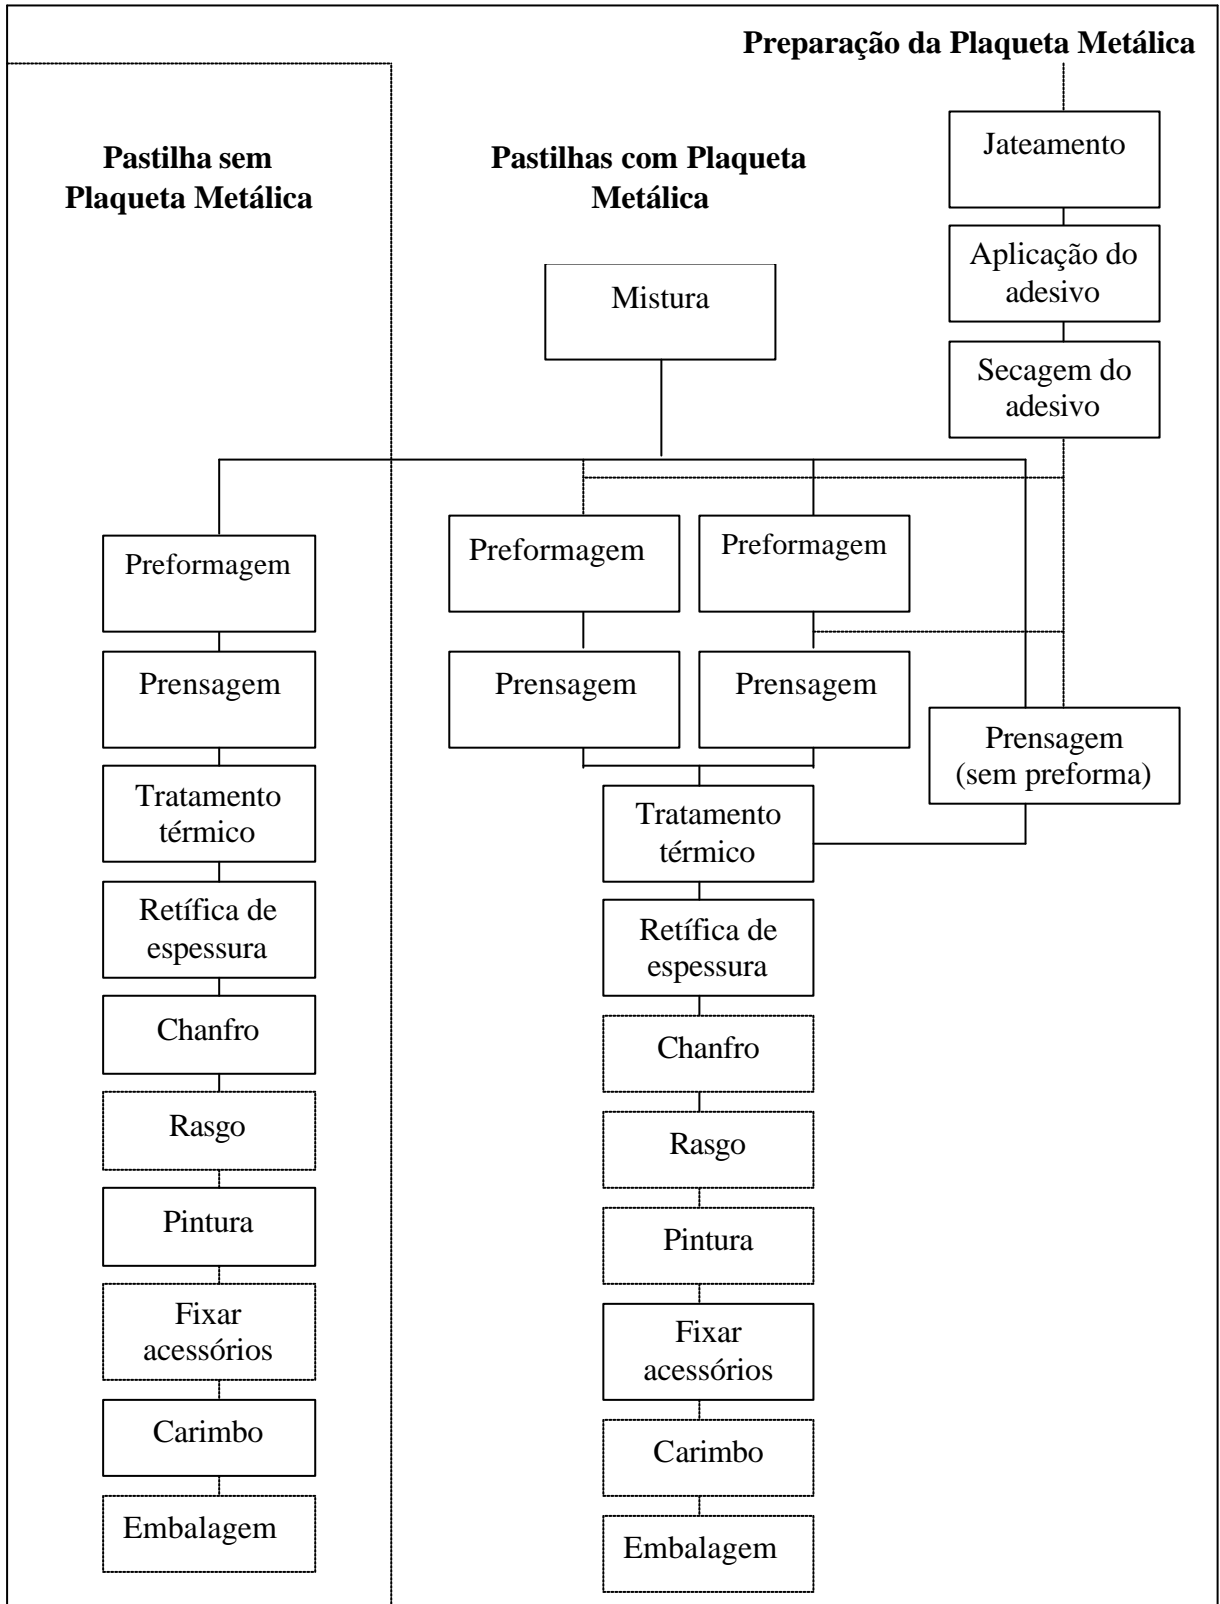 Preparação da Plaqueta Metálica
Pastilha sem
Plaqueta Metálica
Pastilhas com Plaqueta
Metálica
Jateamento
Aplicação do
adesivo
Secagem do
adesivo
Mistura
Preformagem
Prensagem
Tratamento
térmico
Retífica de
espessura
Chanfro
Rasgo
Pintura
Fixar
acessórios
Carimbo
Embalagem
Preformagem
Preformagem
Prensagem
Prensagem
Prensagem
(sem preforma)
Tratamento
térmico
Retífica de
espessura
Chanfro
Rasgo
Pintura
Fixar
acessórios
Carimbo
Embalagem